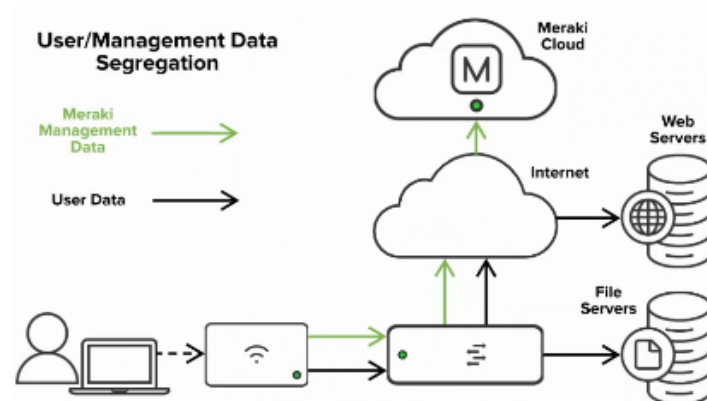 User/Management Data
Segregation
Meraki
Cloud
M
Meraki
Management
Data
Web
Servers
Internet
User Data
File
Servers